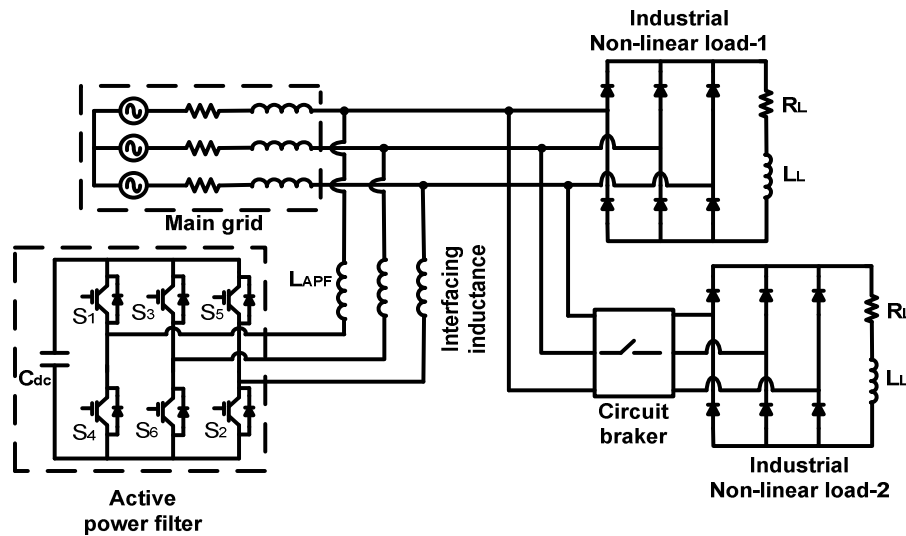 Industrial
Non-linear load-1
RL
LL
Main grid
LAPF
Interfacing
inductance
S1
S3
S5
Cdc
S4
S6
S2
Active
power filter
Circuit
braker
RL
LL
Industrial
Non-linear load-2